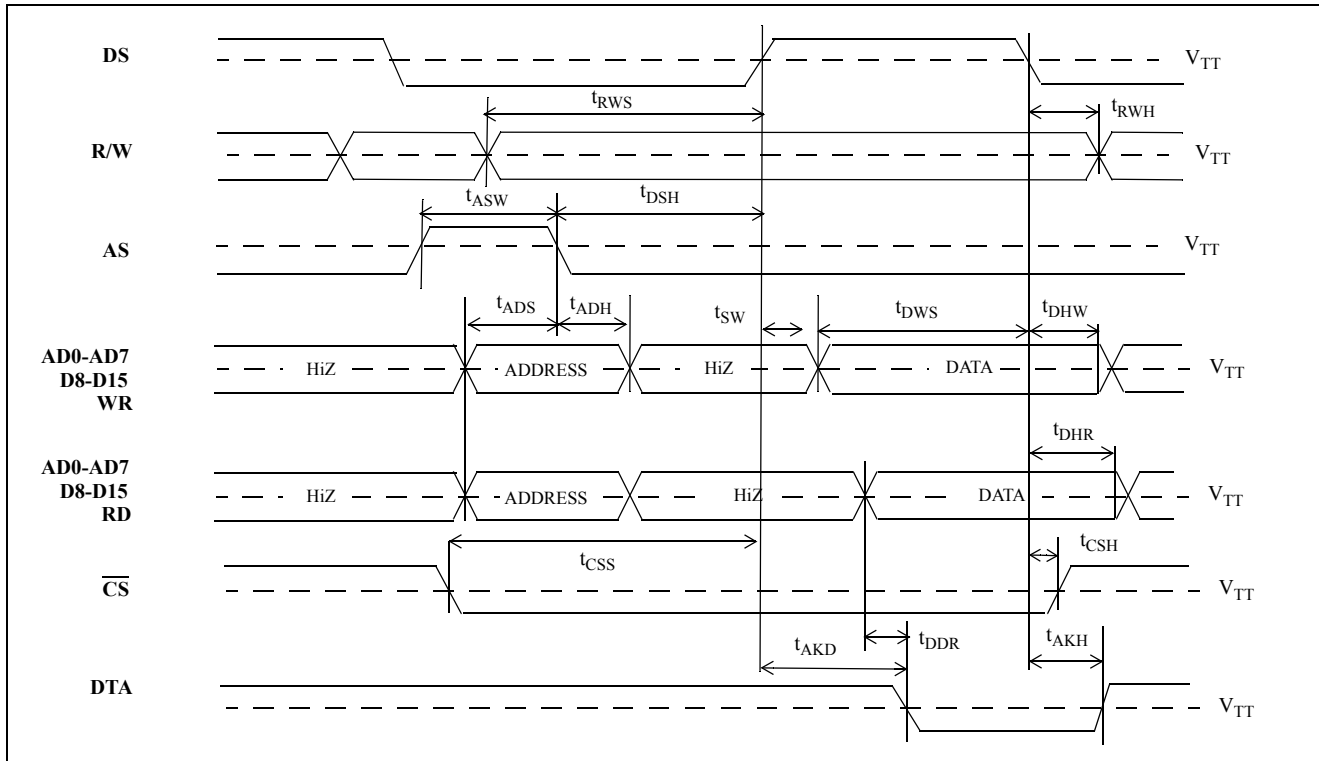 DS
V_TT
t_RWS
t_RWH
R/W
V_TT
t_ASW
t_DSH
AS
V_TT
t_ADS
t_ADH
t_SW
t_DWS
t_DHW
AD0-AD7
D8-D15
WR
HiZ
ADDRESS
HiZ
DATA
V_TT
t_DHR
AD0-AD7
D8-D15
RD
HiZ
ADDRESS
HiZ
DATA
V_TT
t_CSS
t_CSH
CS
V_TT
t_AKD
t_DDR
t_AKH
DTA
V_TT